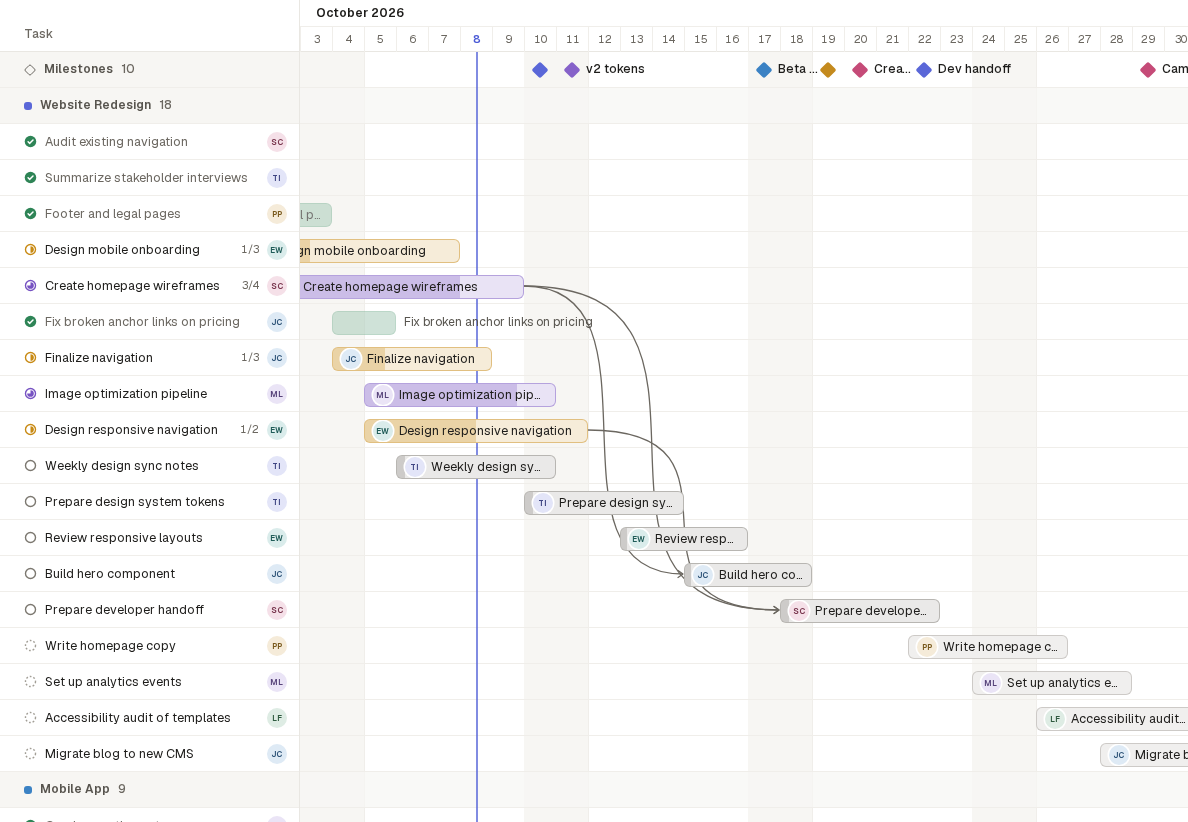 October 2026
Task
3 4 5 6 7 8 9 10 11 12 13 14 15 16 17 18 19 20 21 22 23 24 25 26 27 28 29 30
Milestones 10
v2 tokens Beta ... Crea... Dev handoff Cam
Website Redesign 18
Audit existing navigation SC
Summarize stakeholder interviews TI
Footer and legal pages PP
l p...
Design mobile onboarding 1/3 EW
gn mobile onboarding
Create homepage wireframes 3/4 SC
Create homepage wireframes
Fix broken anchor links on pricing JC
Fix broken anchor links on pricing
Finalize navigation 1/3 JC
JC Finalize navigation
Image optimization pipeline ML
ML Image optimization pip...
Design responsive navigation 1/2 EW
EW Design responsive navigation
Weekly design sync notes TI
TI Weekly design sy...
Prepare design system tokens TI
TI Prepare design sy...
Review responsive layouts EW
EW Review resp...
Build hero component JC
JC Build hero co...
Prepare developer handoff SC
SC Prepare develope...
Write homepage copy PP
PP Write homepage c...
Set up analytics events ML
ML Set up analytics e...
Accessibility audit of templates LF
LF Accessibility audit...
Migrate blog to new CMS JC
JC Migrate b
Mobile App 9